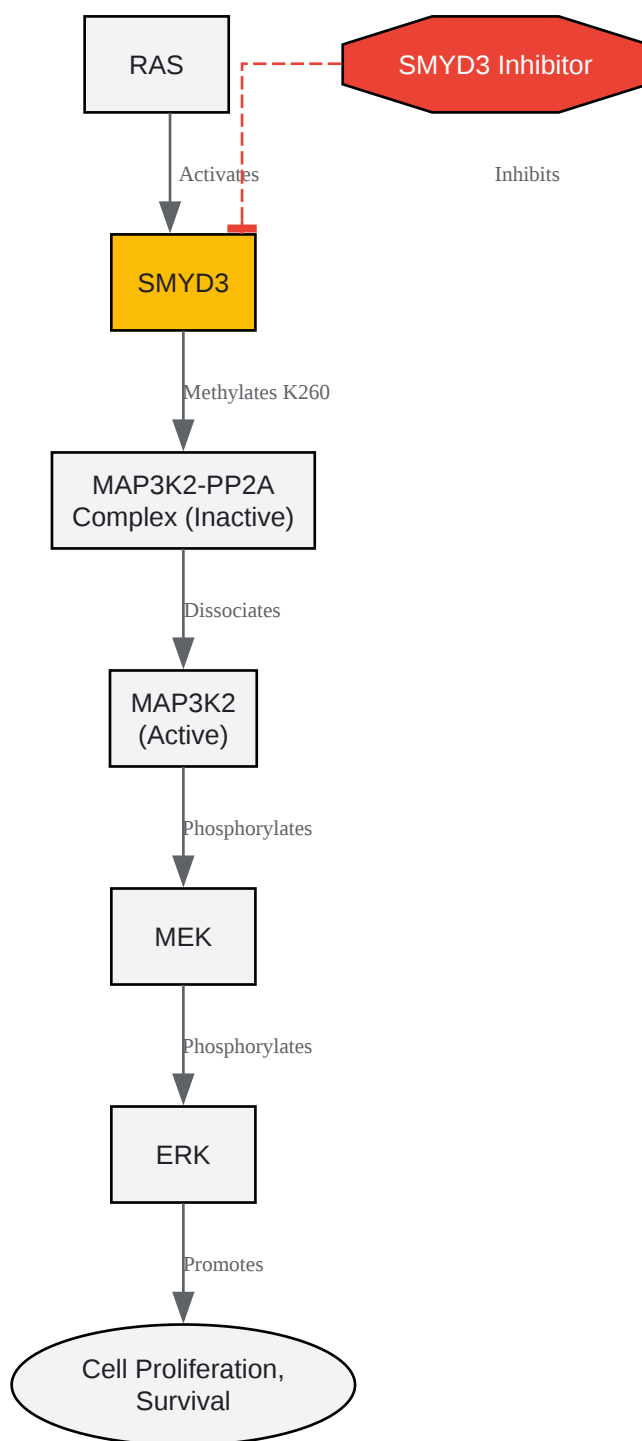 RAS
SMYD3 Inhibitor
Activates
Inhibits
SMYD3
Methylates K260
MAP3K2-PP2A
Complex (Inactive)
Dissociates
MAP3K2
(Active)
Phosphorylates
MEK
Phosphorylates
ERK
Promotes
Cell Proliferation,
Survival